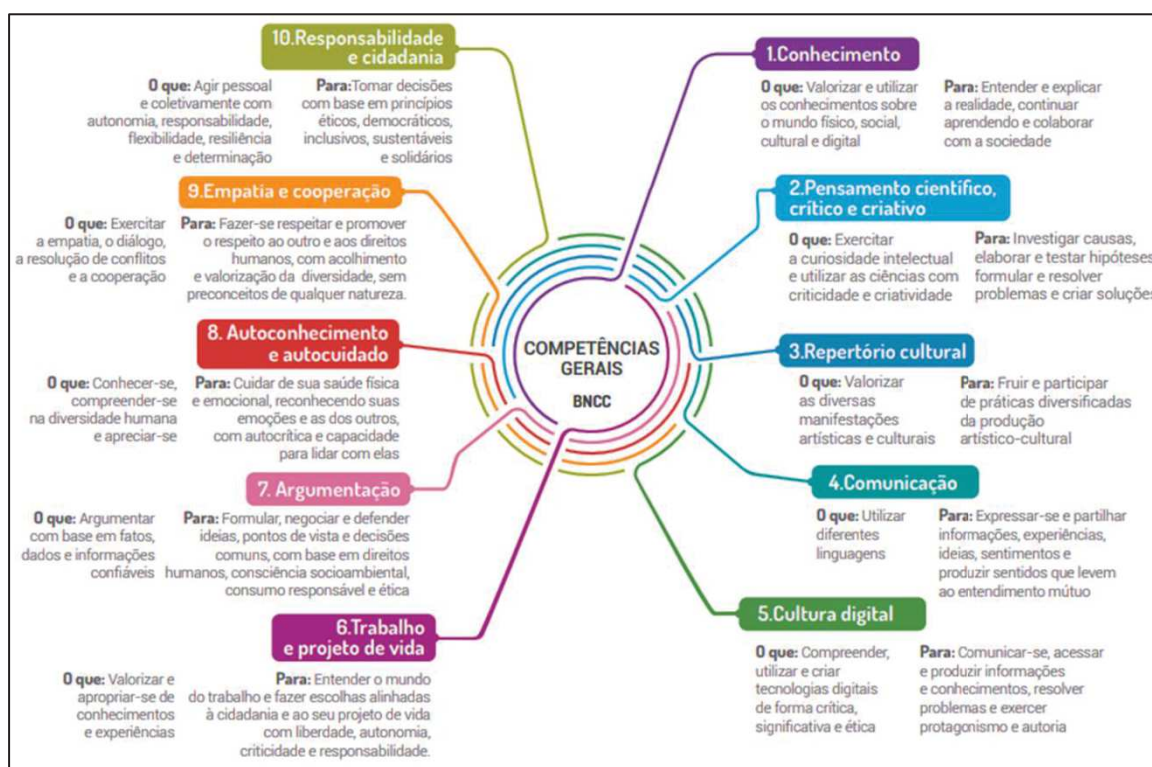 COMPETÊNCIAS
GERAIS
BNCC
1.Conhecimento
O que: Valorizar e utilizar
os conhecimentos sobre
o mundo físico, social,
cultural e digital
Para: Entender e explicar
a realidade, continuar
aprendendo e colaborar
com a sociedade
2.Pensamento científico,
crítico e criativo
O que: Exercitar
a curiosidade intelectual
e utilizar as ciências com
criticidade e criatividade
Para: Investigar causas,
elaborar e testar hipóteses,
formular e resolver
problemas e criar soluções
3.Repertório cultural
O que: Valorizar
as diversas
manifestações
artísticas e culturais
Para: Fruir e participar
de práticas diversificadas
da produção
artístico-cultural
4.Comunicação
O que: Utilizar
diferentes
linguagens
Para: Expressar-se e partilhar
informações, experiências,
ideias, sentimentos e
produzir sentidos que levem
ao entendimento mútuo
5.Cultura digital
O que: Compreender,
utilizar e criar
tecnologias digitais
de forma crítica,
significativa e ética
Para: Comunicar-se, acessar
e produzir informações
e conhecimentos, resolver
problemas e exercer
protagonismo e autoria
6.Trabalho
e projeto de vida
O que: Valorizar e
apropriar-se de
conhecimentos
e experiências
Para: Entender o mundo
do trabalho e fazer escolhas alinhadas
à cidadania e ao seu projeto de vida
com liberdade, autonomia,
criticidade e responsabilidade.
7. Argumentação
O que: Argumentar
com base em fatos,
dados e informações
confiáveis
Para: Formular, negociar e defender
ideias, pontos de vista e decisões
comuns, com base em direitos
humanos, consciência socioambiental,
consumo responsável e ética
8. Autoconhecimento
e autocuidado
O que: Conhecer-se,
compreender-se
na diversidade humana
e apreciar-se
Para: Cuidar de sua saúde física
e emocional, reconhecendo suas
emoções e as dos outros,
com autocrítica e capacidade
para lidar com elas
9.Empatia e cooperação
O que: Exercitar
a empatia, o diálogo,
a resolução de conflitos
e a cooperação
Para: Fazer-se respeitar e promover
o respeito ao outro e aos direitos
humanos, com acolhimento
e valorização da diversidade, sem
preconceitos de qualquer natureza.
10.Responsabilidade
e cidadania
O que: Agir pessoal
e coletivamente com
autonomia, responsabilidade,
flexibilidade, resiliência
e determinação
Para:Tomar decisões
com base em princípios
éticos, democráticos,
inclusivos, sustentáveis
e solidários